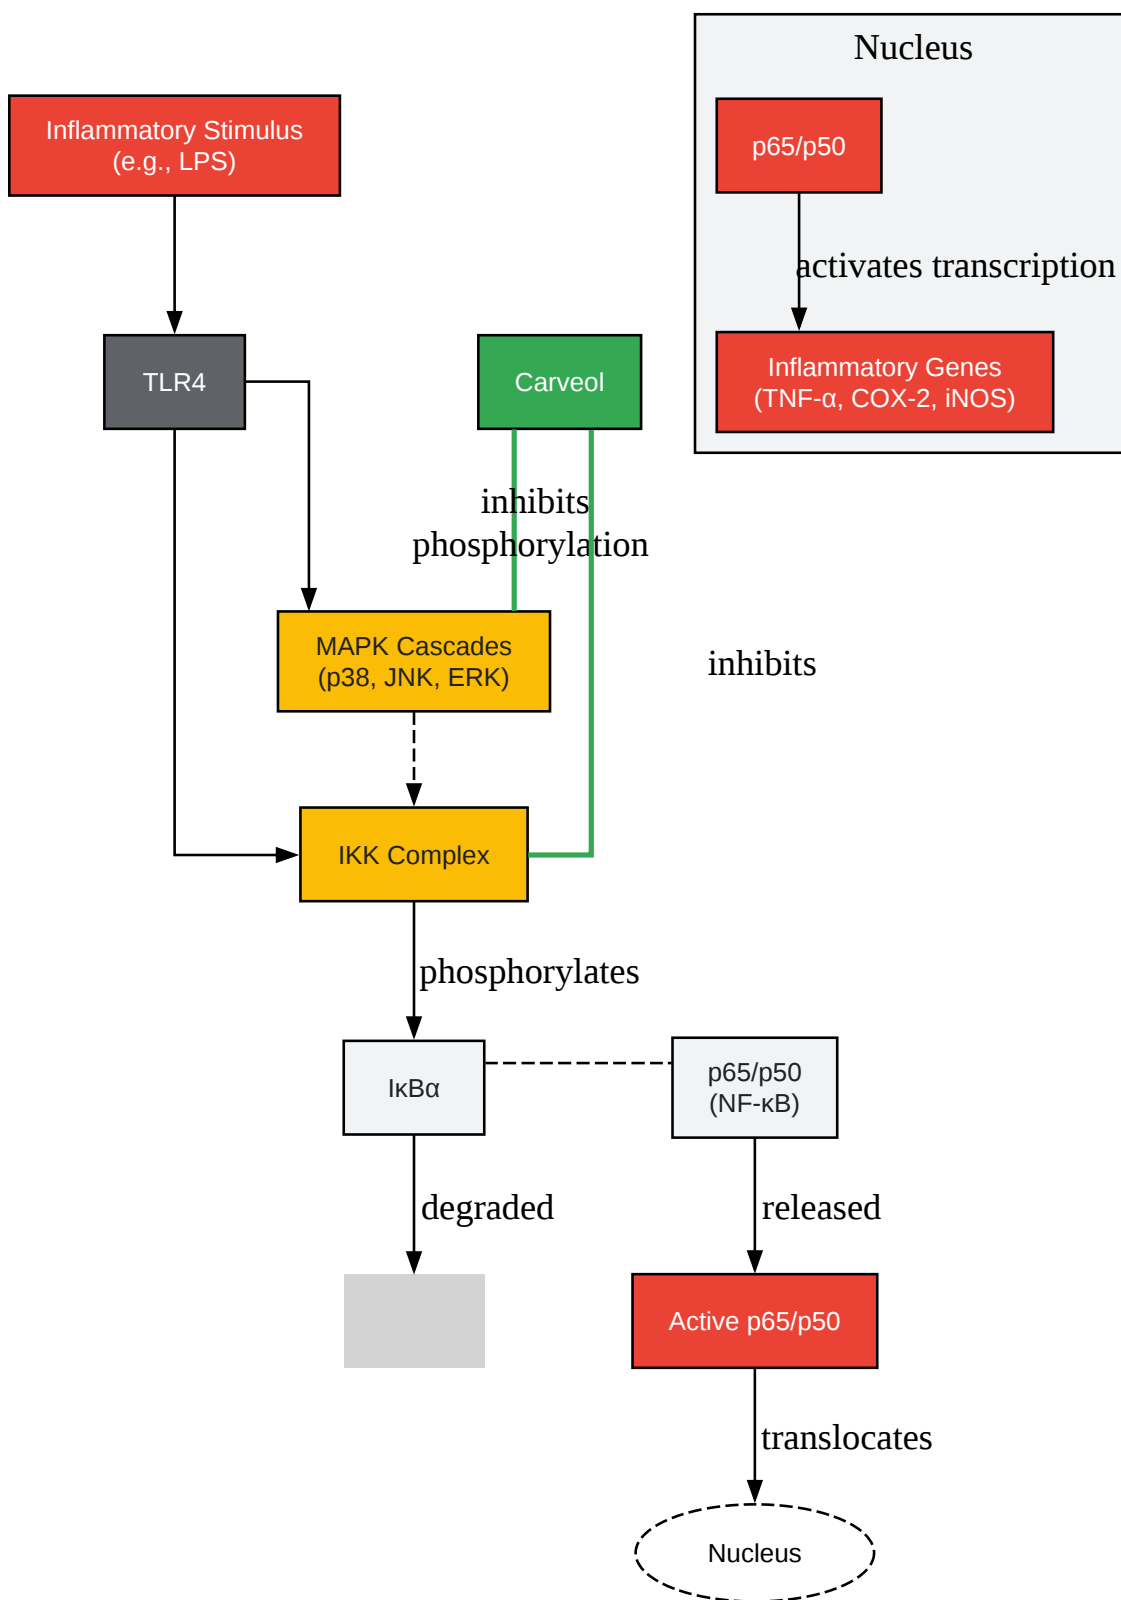 Nucleus
Inflammatory Stimulus
(e.g., LPS)
p65/p50
activates transcription
TLR4
Carveol
Inflammatory Genes
(TNF-α, COX-2, iNOS)
inhibits
phosphorylation
MAPK Cascades
(p38, JNK, ERK)
inhibits
IKK Complex
phosphorylates
IκBα
p65/p50
(NF-κB)
degraded
released
Active p65/p50
translocates
Nucleus